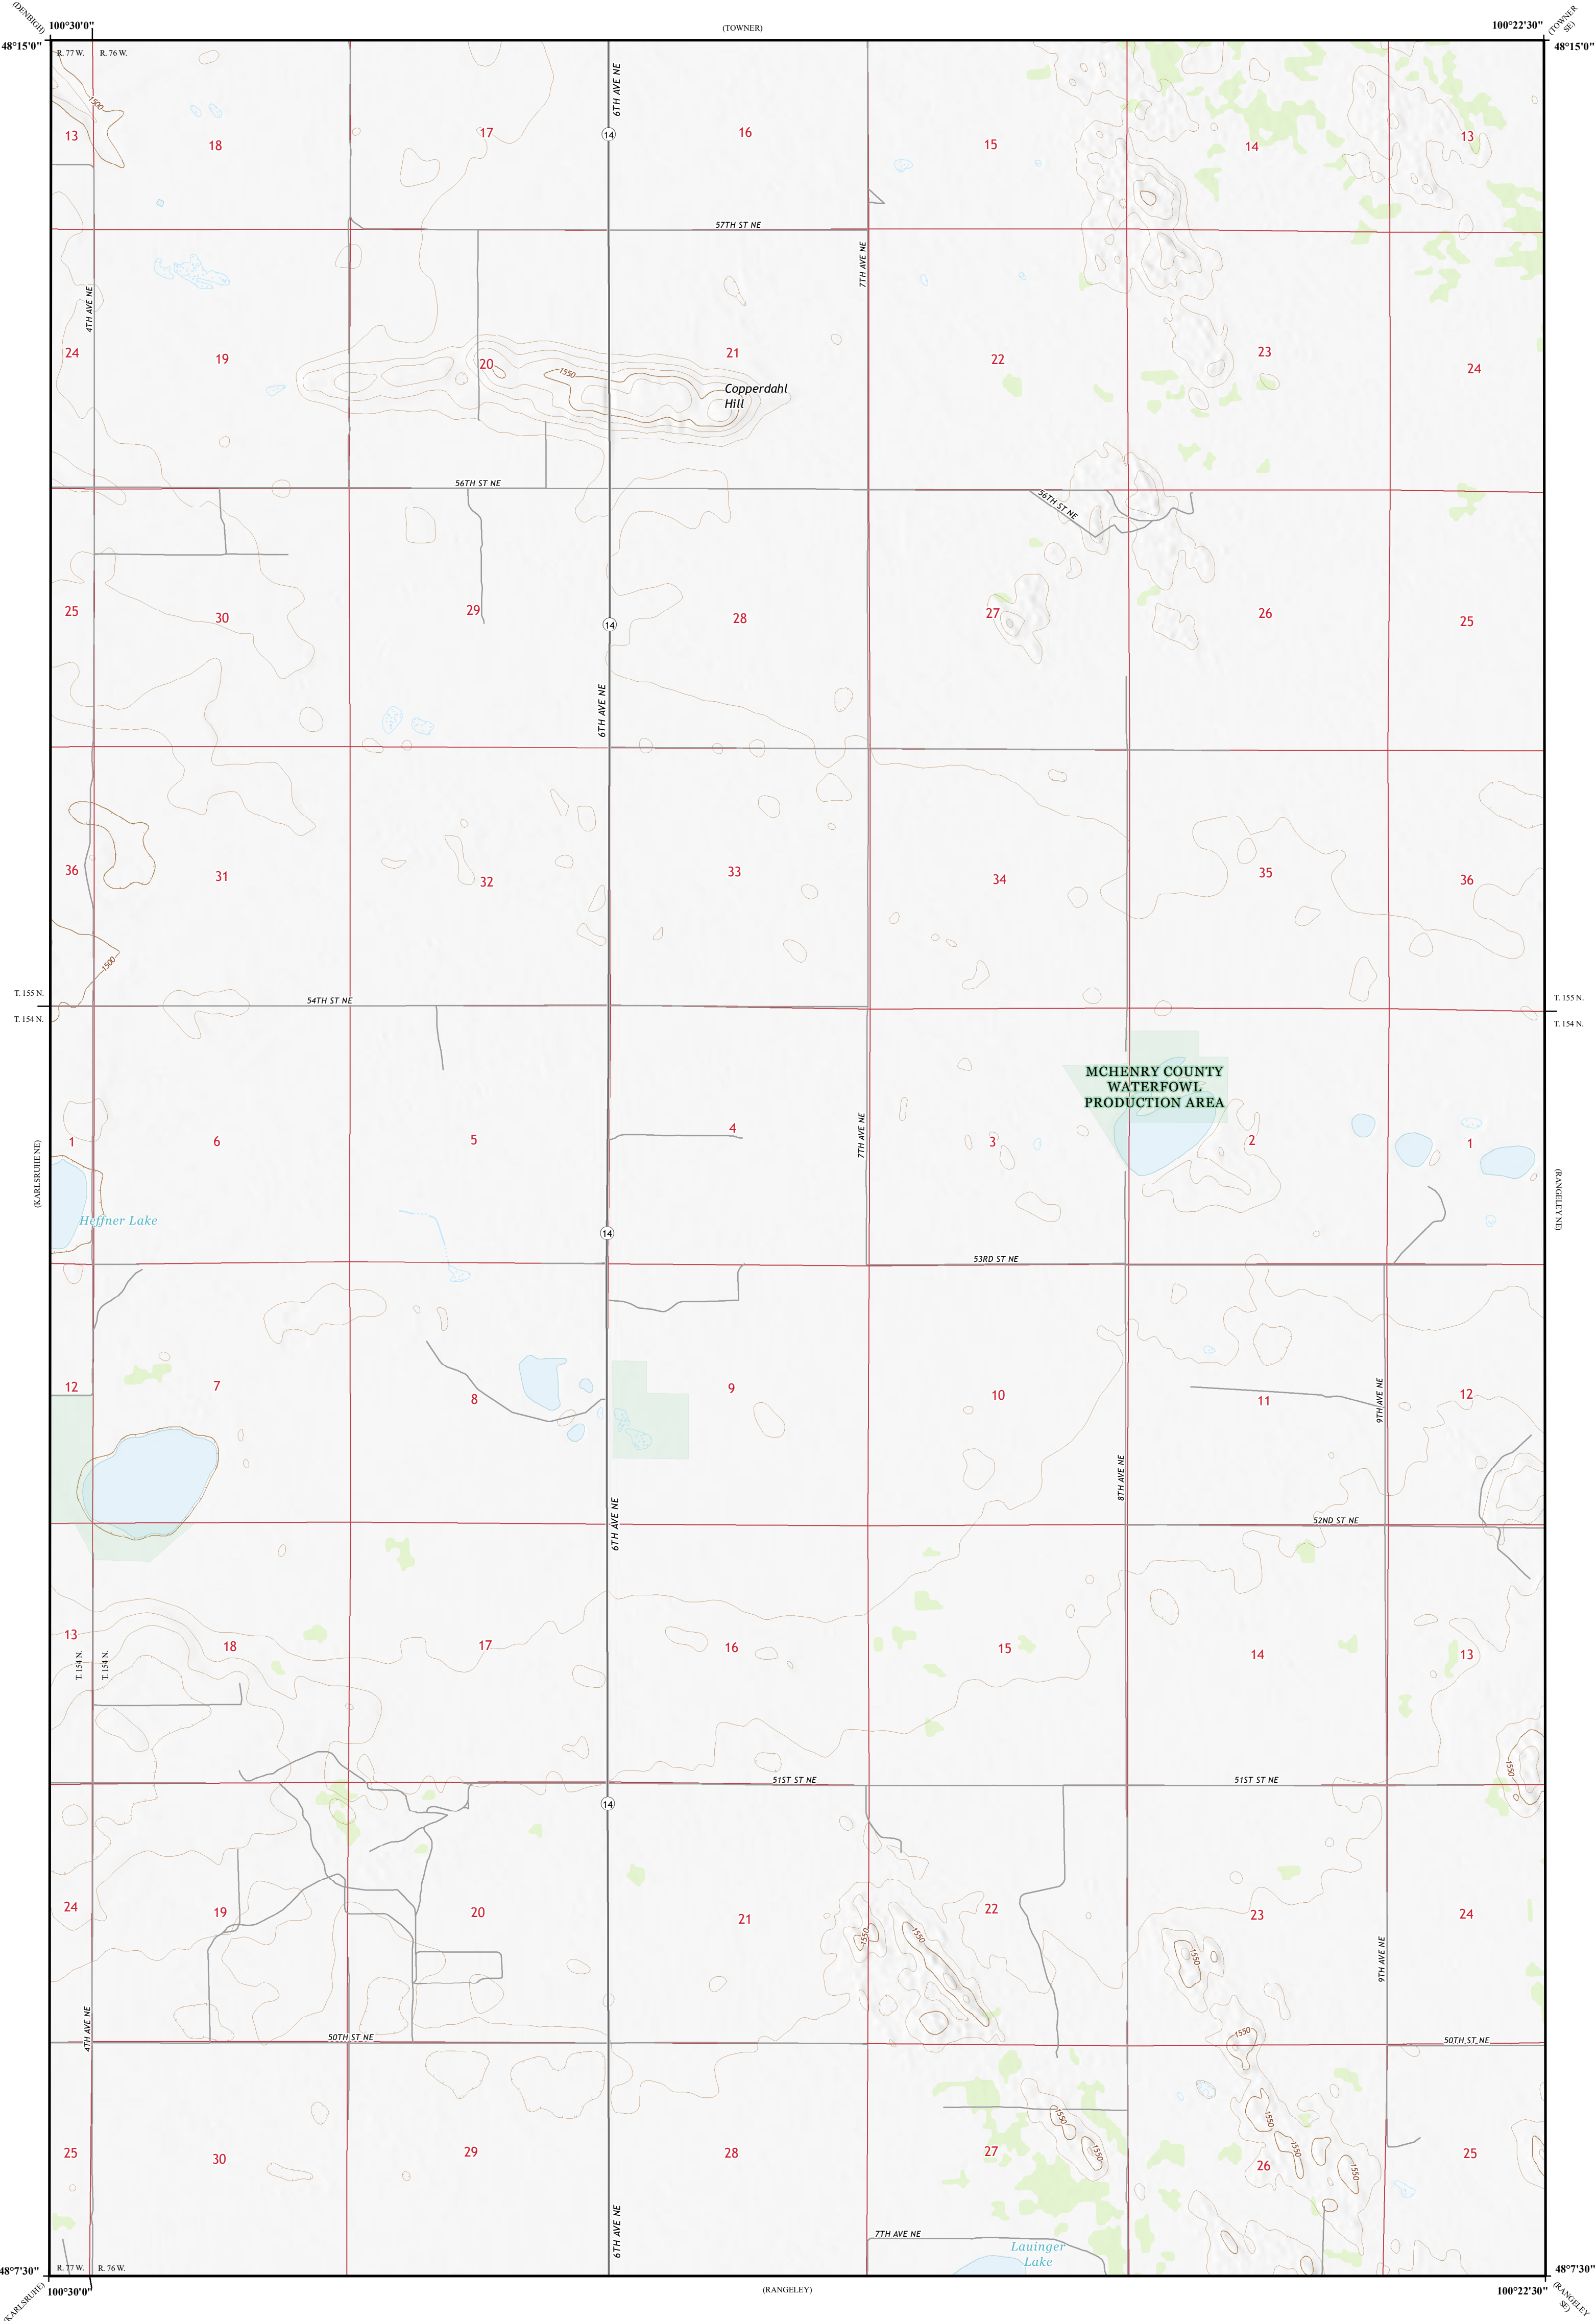 (DENBIGH)
100°30'0"
(TOWNER)
100°22'30"
(TOWNER
SE)
48°15'0"
48°15'0"
R. 77 W.
R. 76 W.
1500
6TH AVE NE
14
13
18
17
16
15
14
13
57TH ST NE
4TH AVE NE
7TH AVE NE
24
19
20
1550
21
22
23
24
Copperdahl
Hill
56TH ST NE
56TH ST NE
25
30
29
14
28
27
26
25
6TH AVE NE
36
31
32
33
34
35
36
1500
T. 155 N.
T. 154 N.
54TH ST NE
T. 155 N.
T. 154 N.
MCHENRY COUNTY
WATERFOWL
PRODUCTION AREA
1
6
5
4
7TH AVE NE
3
2
1
(KARLSRUHE NE)
(RANGELEY NE)
Heffner Lake
14
53RD ST NE
12
7
8
9
10
11
9TH AVE NE
12
8TH AVE NE
6TH AVE NE
52ND ST NE
13
T. 154 N.
T. 154 N.
18
17
16
15
14
13
1550
51ST ST NE
51ST ST NE
14
24
19
20
21
22
23
24
1550
1550
1550
9TH AVE NE
4TH AVE NE
50TH ST NE
1550
50TH ST NE
25
30
29
28
27
26
25
1550
1550
1550
1550
1550
6TH AVE NE
7TH AVE NE
Lauinger
Lake
R. 77 W.
R. 76 W.
48°7'30"
48°7'30"
(KARLSRUHE)
100°30'0"
(RANGELEY)
100°22'30"
(RANGELEY
SE)